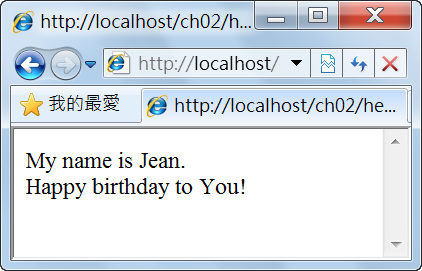 http://localhost/ch02/h...
http://localhost/
我的最愛
http://localhost/ch02/he...
My name is Jean.
Happy birthday to You!